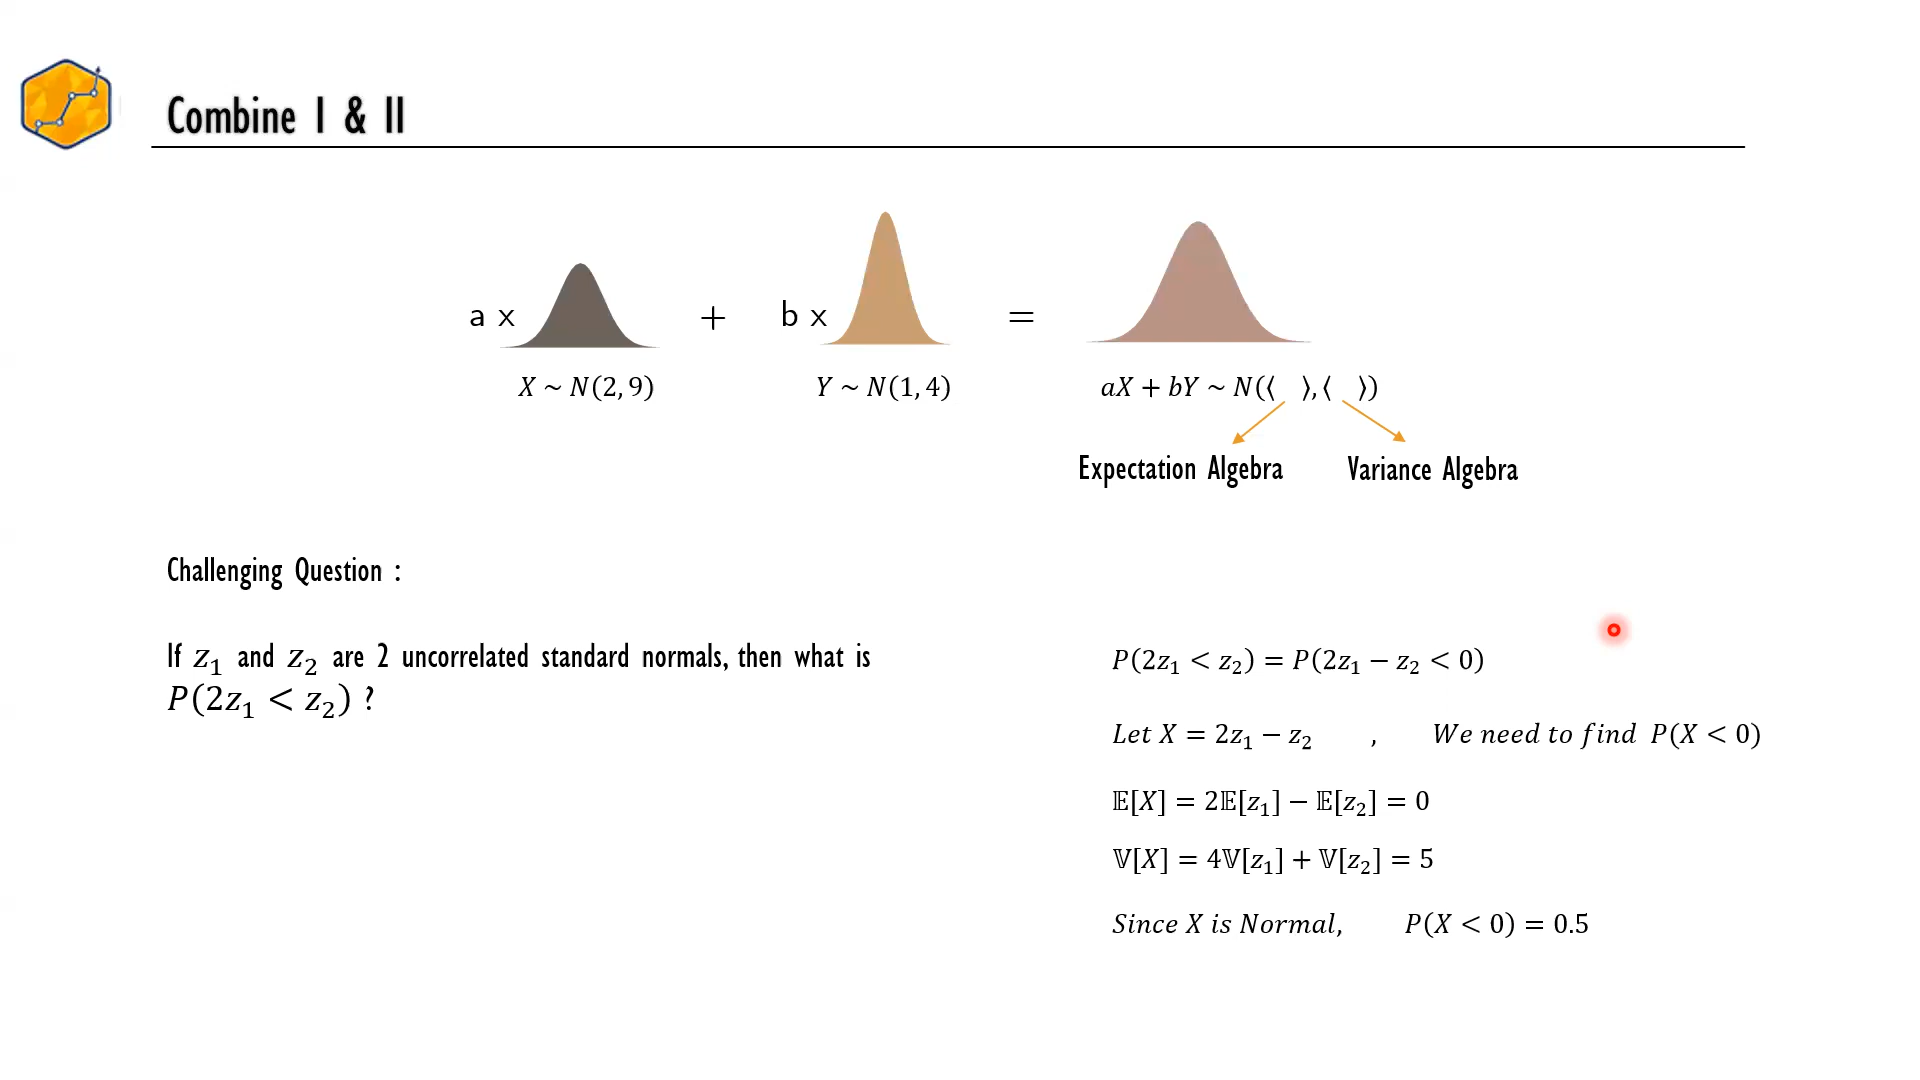 Combine I & II
a x + b x =
X ~ N(2, 9) Y ~ N(1, 4) aX + bY ~ N(⟨ ⟩,⟨ ⟩)
Expectation Algebra Variance Algebra
Challenging Question :
If z₁ and z₂ are 2 uncorrelated standard normals, then what is
P(2z₁ < z₂) ?
P(2z₁ < z₂) = P(2z₁ − z₂ < 0)
Let X = 2z₁ − z₂ , We need to find P(X < 0)
𝔼[X] = 2𝔼[z₁] − 𝔼[z₂] = 0
𝕍[X] = 4𝕍[z₁] + 𝕍[z₂] = 5
Since X is Normal, P(X < 0) = 0.5